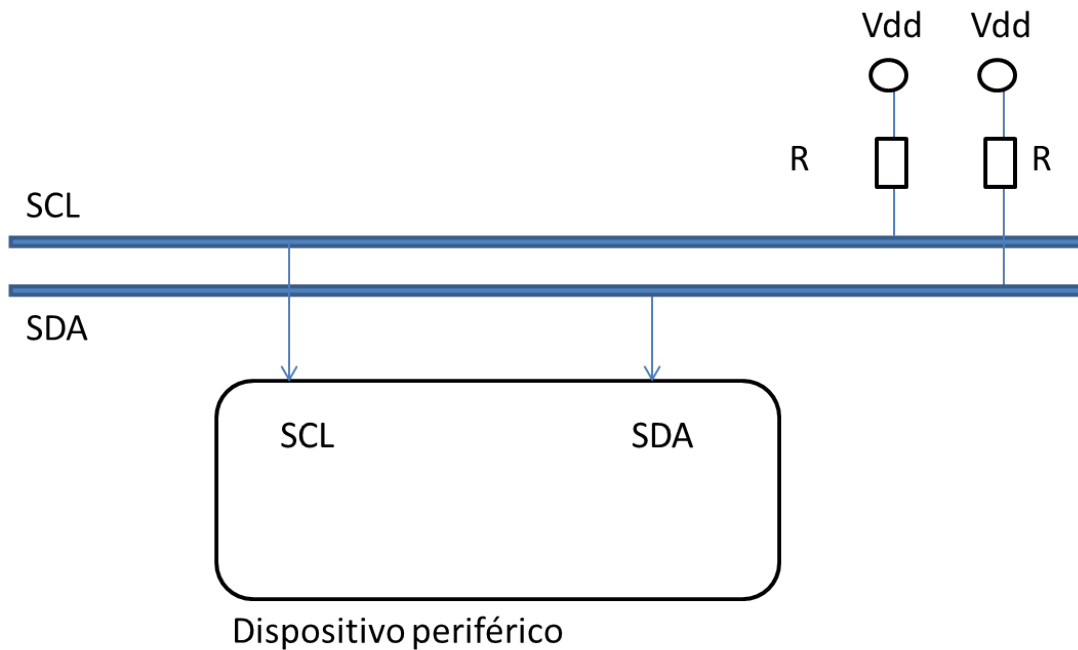 Vdd Vdd
R R
SCL
SDA
SCL SDA
Dispositivo periférico